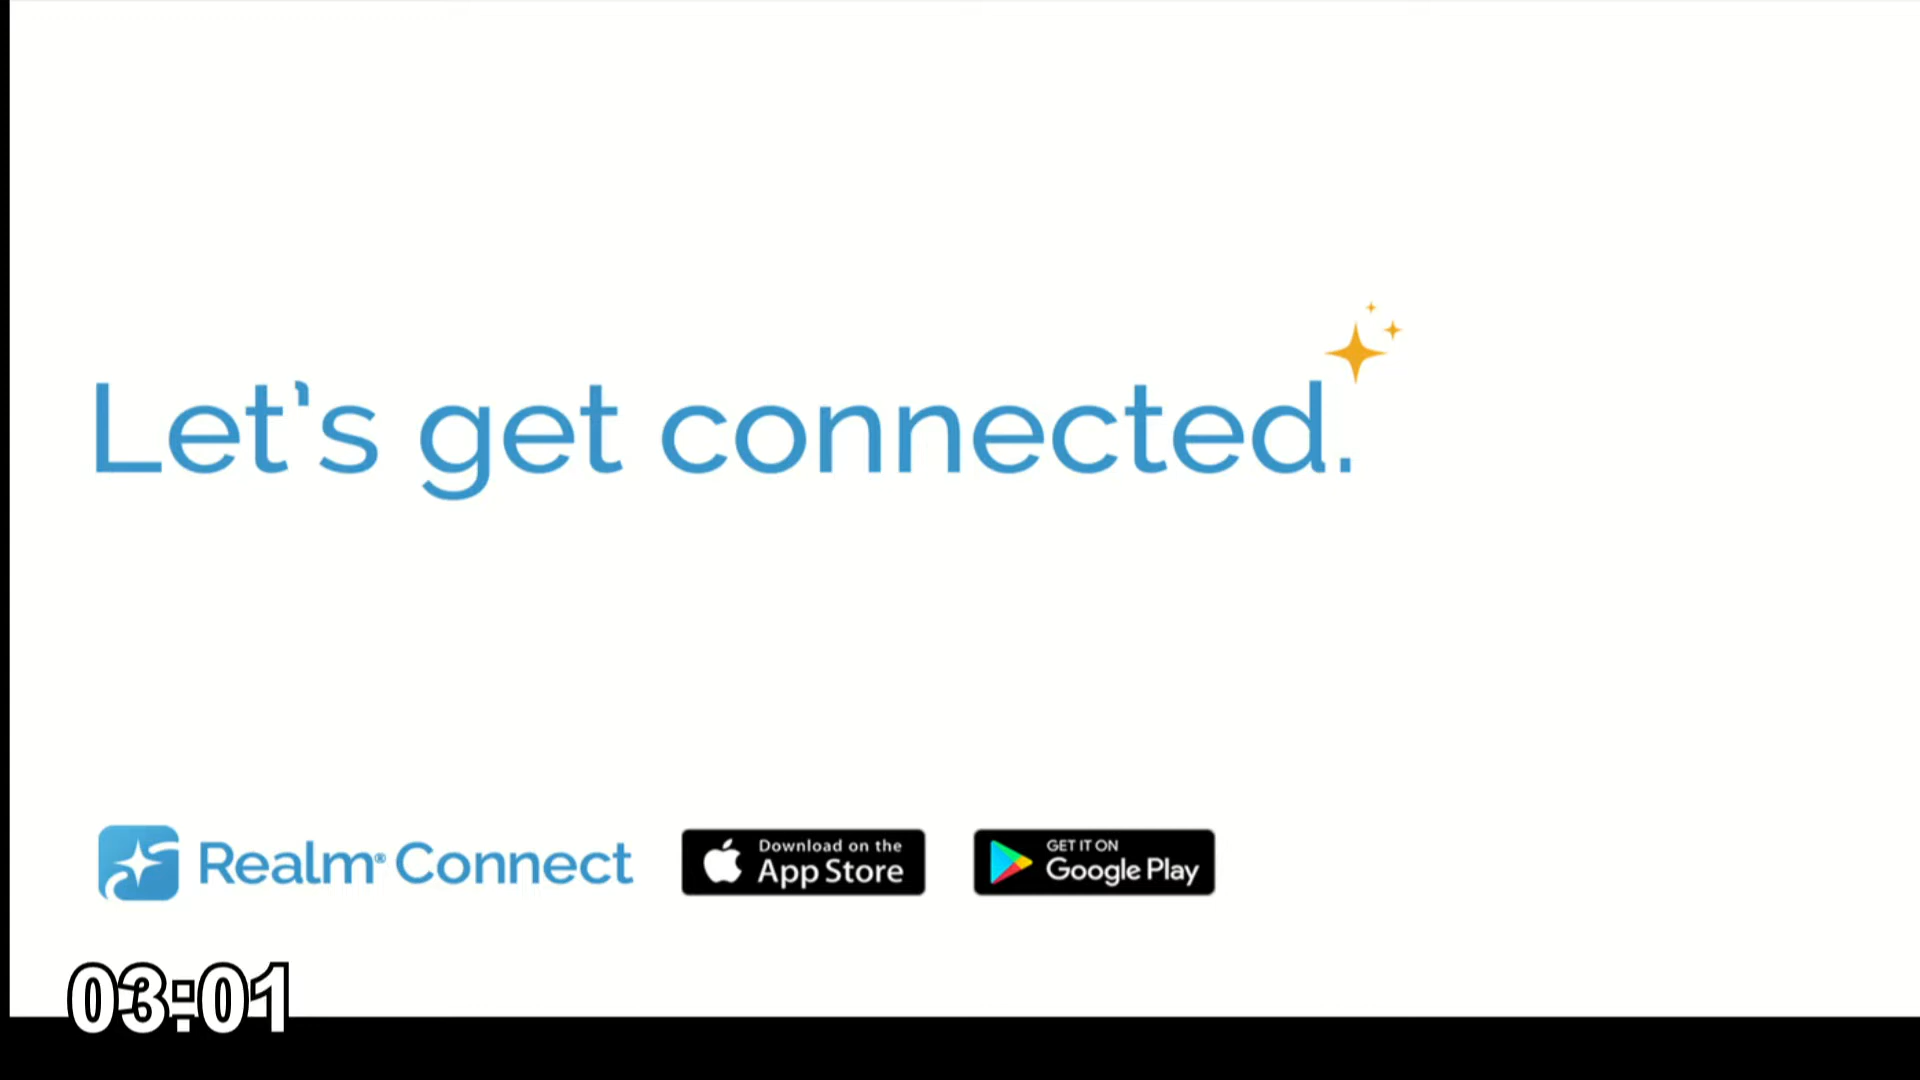 Let's get connected.
Realm® Connect
Download on the
App Store
GET IT ON
Google Play
03:01